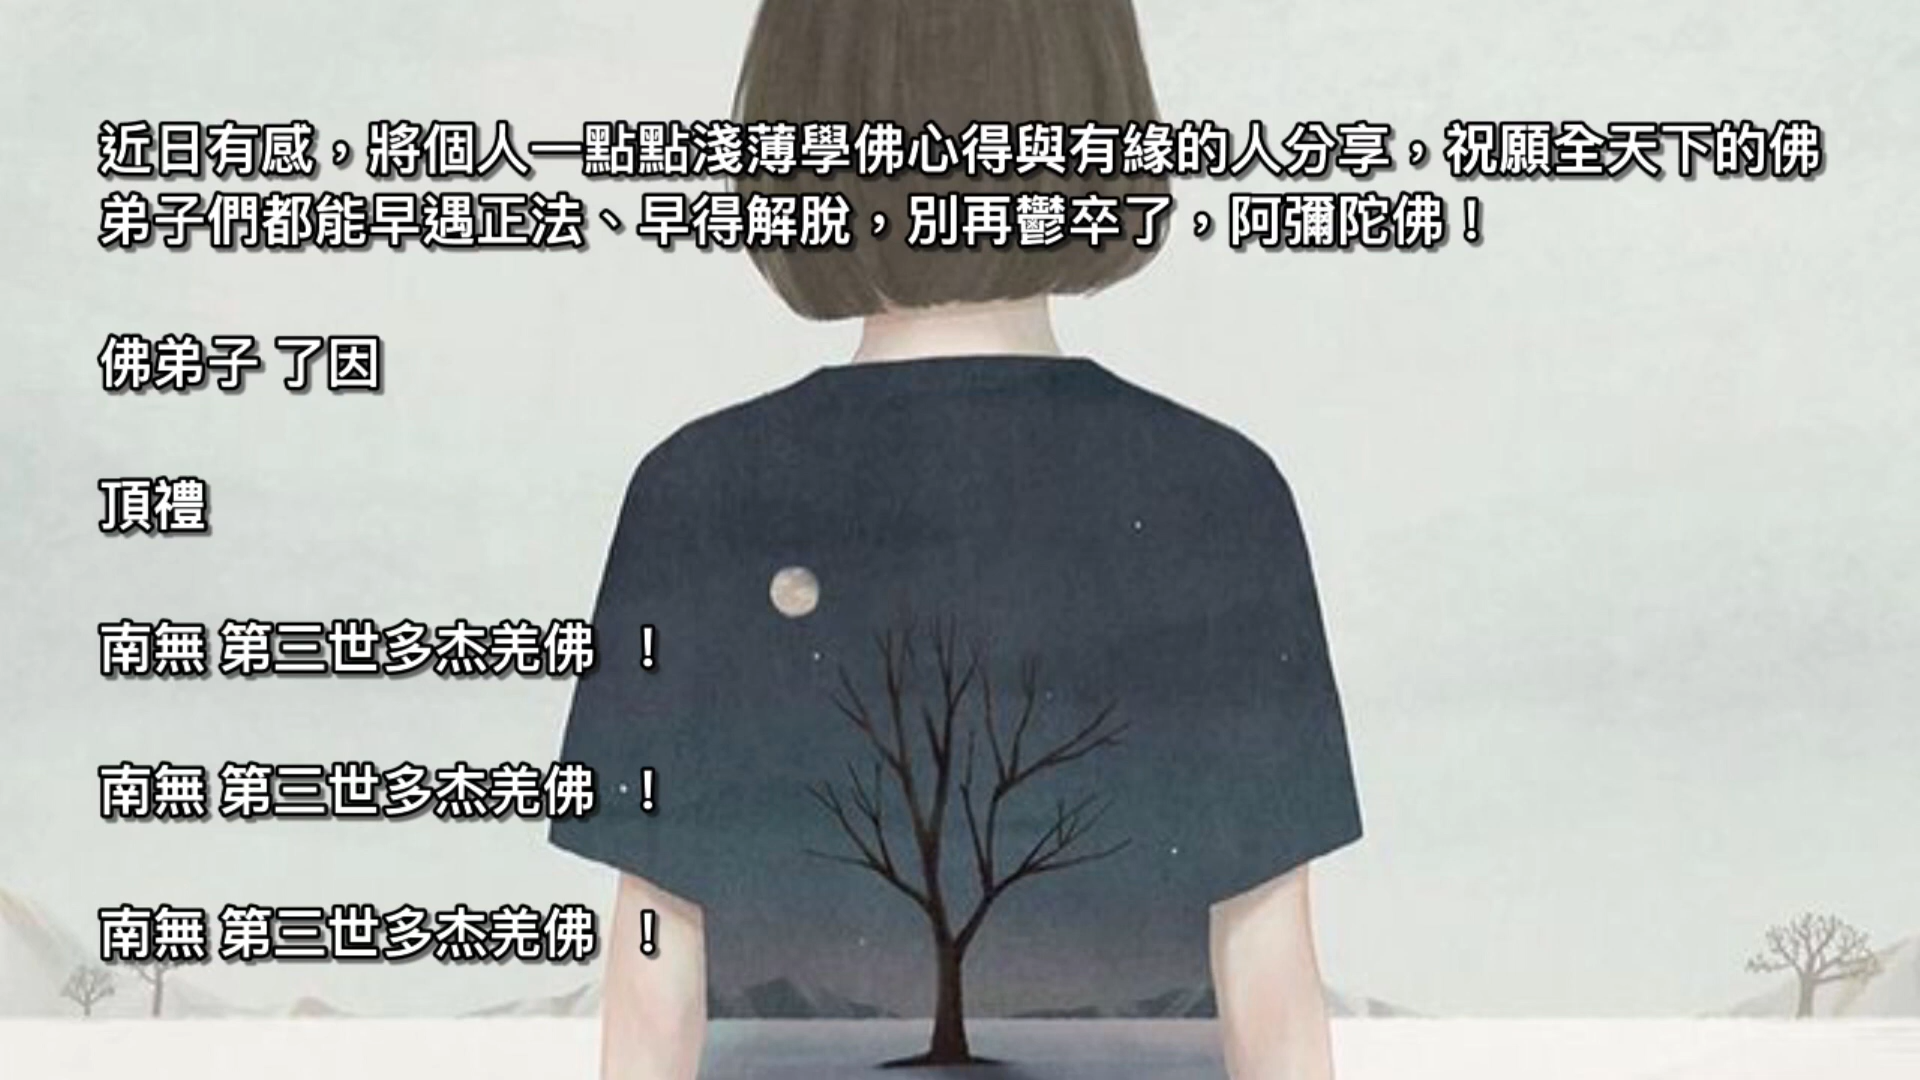 近日有感，將個人一點點淺薄學佛心得與有緣的人分享，祝願全天下的佛
弟子們都能早遇正法、早得解脫，別再鬱卒了，阿彌陀佛！
佛弟子 了因
頂禮
南無 第三世多杰羌佛 ！
南無 第三世多杰羌佛 ！
南無 第三世多杰羌佛 ！